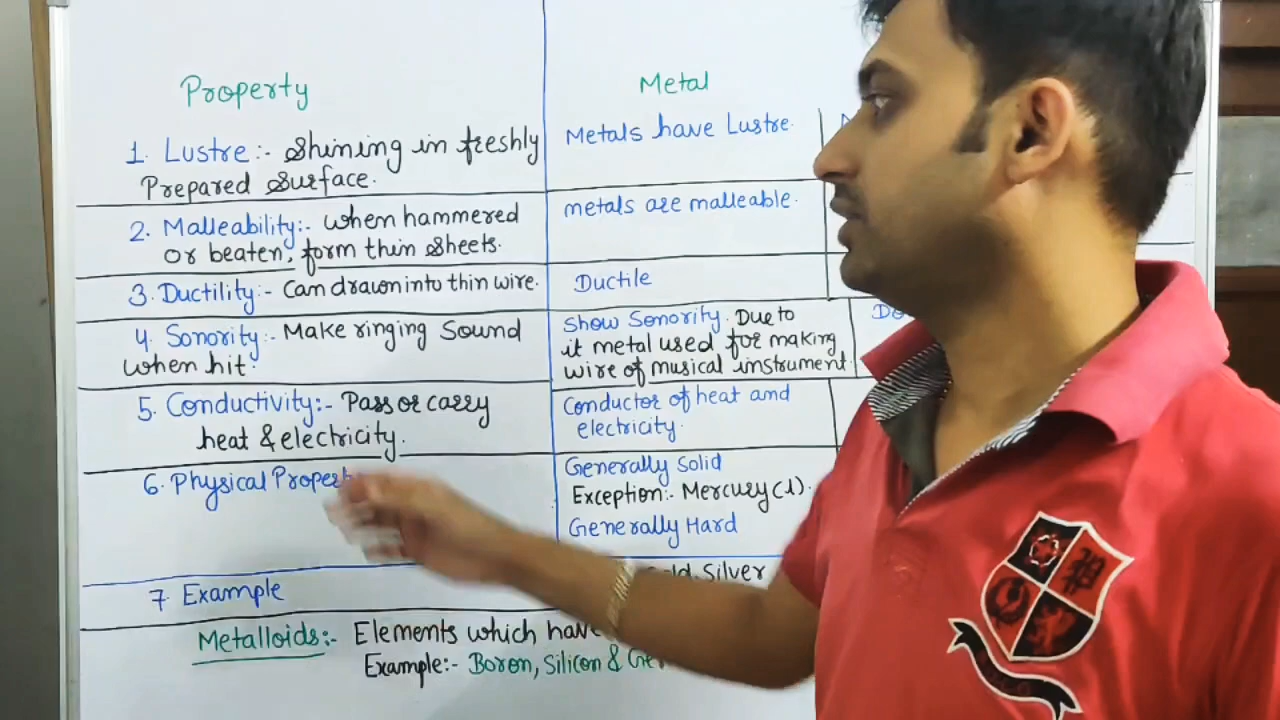 Property
Metal
1. Lustre:- Shining in freshly
Prepared Surface.
Metals have Lustre.
2. Malleability:- when hammered
or beaten, form thin sheets.
metals are malleable.
3. Ductility:- Can drawn into thin wire.
Ductile
4. Sonority:- Make ringing Sound
when hit.
Show Sonority. Due to
it metal used for making
wire of musical instrument.
5. Conductivity:- Pass or carry
heat & electricity.
Conductor of heat and
electricity.
6. Physical
Generally Solid
Exception:- Mercury(l).
Generally Hard
7. Example
Silver
Metalloids:- Elements which have
Example:- Boron, Silicon &